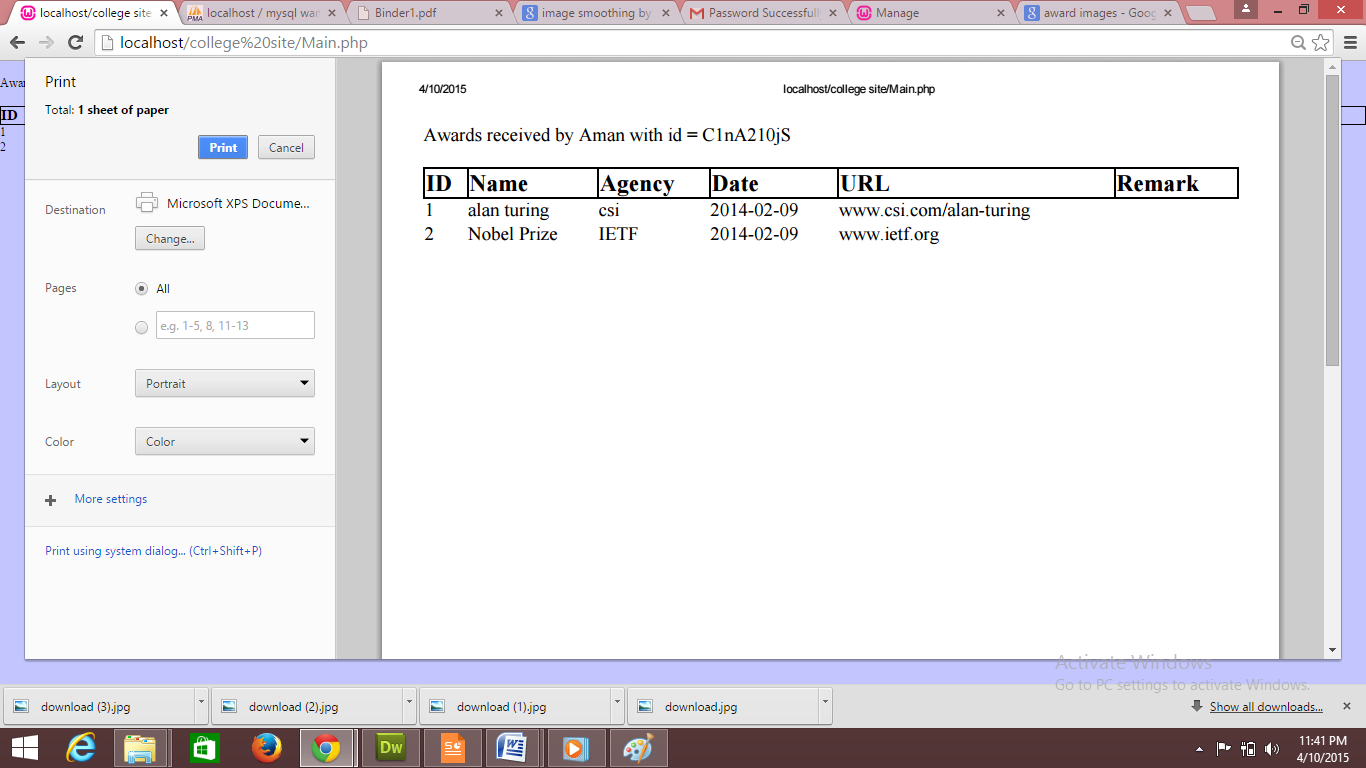 localhost/college site
localhost / mysql war
Binder1.pdf
image smoothing by
Password Successfull
Manage
award images - Goog
localhost/college%20site/Main.php
Awar
ID
1
2
Print
Total: 1 sheet of paper
Print
Cancel
Destination
Microsoft XPS Docume...
Change...
Pages
All
e.g. 1-5, 8, 11-13
Layout
Portrait
Color
Color
More settings
Print using system dialog... (Ctrl+Shift+P)
4/10/2015 localhost/college site/Main.php
Awards received by Aman with id = C1nA210jS
ID Name Agency Date URL Remark
1 alan turing csi 2014-02-09 www.csi.com/alan-turing
2 Nobel Prize IETF 2014-02-09 www.ietf.org
Activate Windows
Go to PC settings to activate Windows.
download (3).jpg
download (2).jpg
download (1).jpg
download.jpg
Show all downloads...
Dw
11:41 PM
4/10/2015